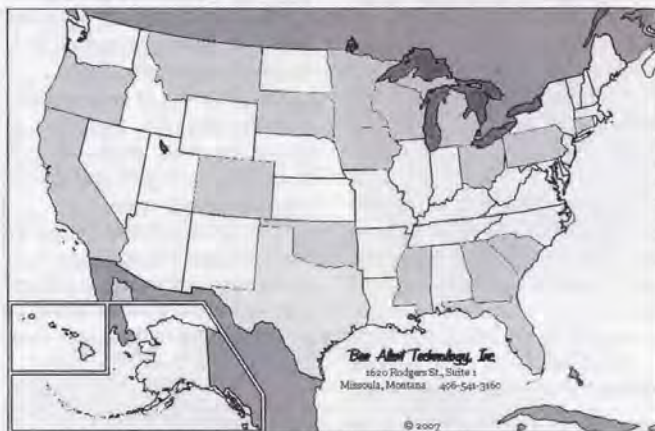 Bee Alert Technology, Inc.
1620 Rodgers St., Suite 1
Missoula, Montana 406-541-3160
© 2007